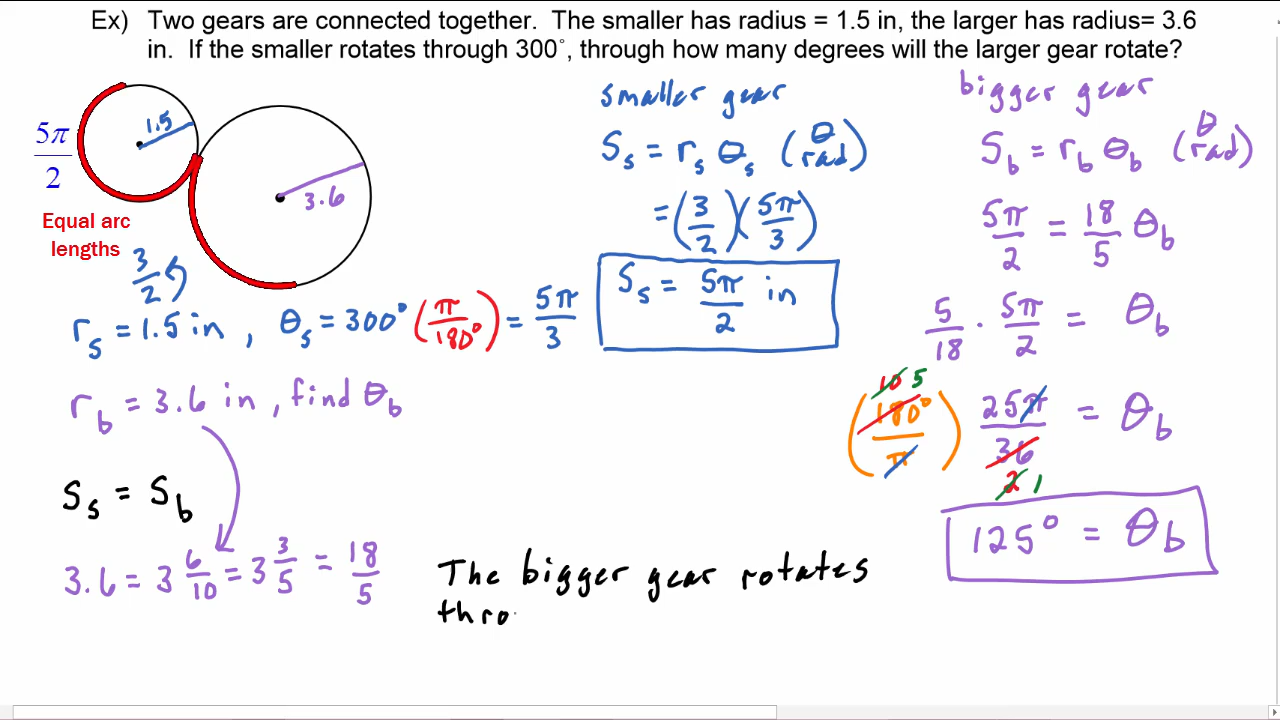 Ex) Two gears are connected together. The smaller has radius = 1.5 in, the larger has radius= 3.6
in. If the smaller rotates through 300°, through how many degrees will the larger gear rotate?
1.5
3.6
5π/2
Equal arc
lengths
3/2
r_s = 1.5 in , θ_s = 300° (π/180°) = 5π/3
r_b = 3.6 in , find θ_b
S_s = S_b
3.6 = 3 6/10 = 3 3/5 = 18/5
smaller gear
S_s = r_s θ_s (θ rad)
= (3/2)(5π/3)
S_s = 5π/2 in
bigger gear
S_b = r_b θ_b (θ rad)
5π/2 = 18/5 θ_b
5/18 · 5π/2 = θ_b
10 5
(180°/π) 25π/36 = θ_b
2 1
125° = θ_b
The bigger gear rotates
thro